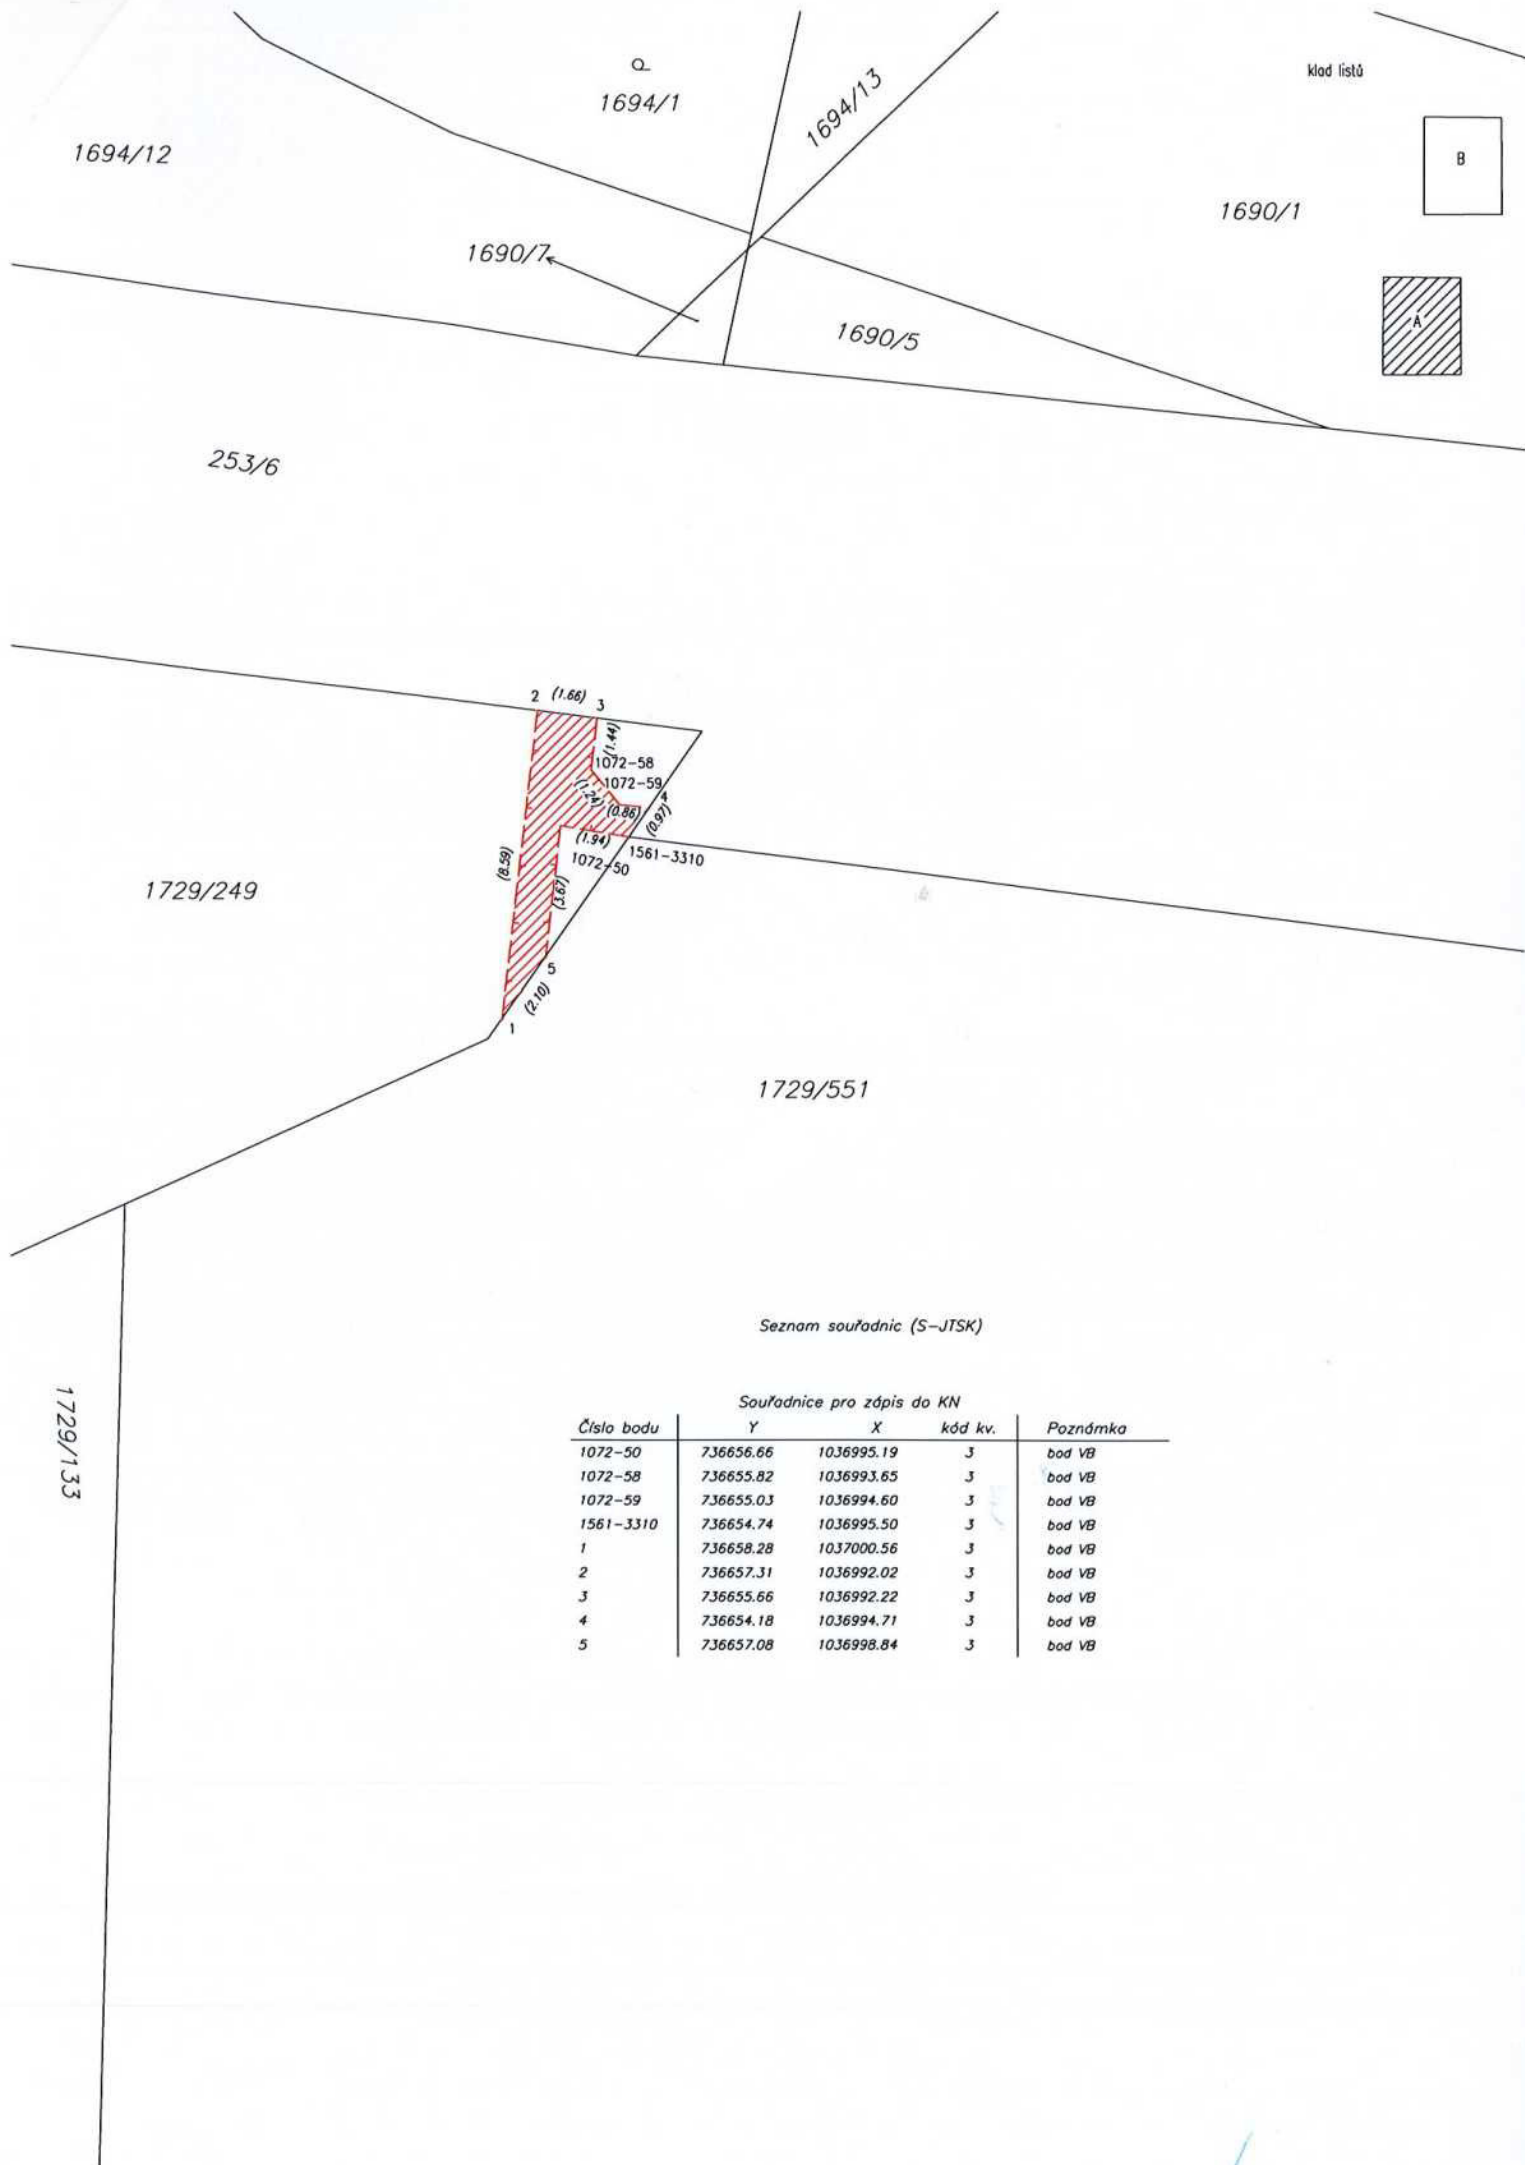 klad listů
1694/1
1694/13
1694/12
B
1690/1
1690/7
A
1690/5
253/6
2 (1.66) 3
(1.44)
1072-58
1072-59
(1.24)
(0.86)
4
(0.97)
(1.94)
1561-3310
1072-50
(8.59)
(3.67)
1729/249
5
(2.10)
1
1729/551
1729/133
Seznam souřadnic (S-JTSK)
Souřadnice pro zápis do KN
Číslo bodu Y X kód kv. Poznámka
1072-50 736656.66 1036995.19 3 bod VB
1072-58 736655.82 1036993.65 3 bod VB
1072-59 736655.03 1036994.60 3 bod VB
1561-3310 736654.74 1036995.50 3 bod VB
1 736658.28 1037000.56 3 bod VB
2 736657.31 1036992.02 3 bod VB
3 736655.66 1036992.22 3 bod VB
4 736654.18 1036994.71 3 bod VB
5 736657.08 1036998.84 3 bod VB